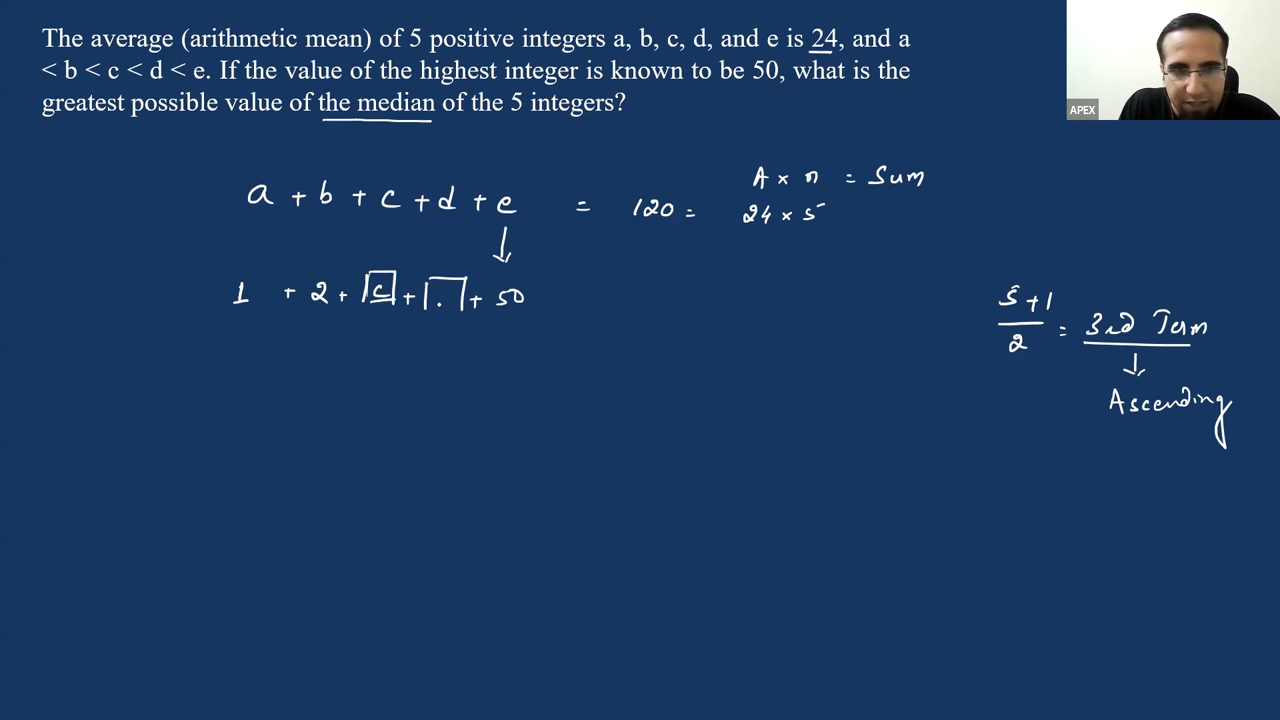 The average (arithmetic mean) of 5 positive integers a, b, c, d, and e is 24, and a
< b < c < d < e. If the value of the highest integer is known to be 50, what is the
greatest possible value of the median of the 5 integers?
APEX
A × n = Sum
a + b + c + d + e = 120 = 24 × 5
↓
1 + 2 + c + . + 50
5+1
2
= 3rd Term
↓
Ascending